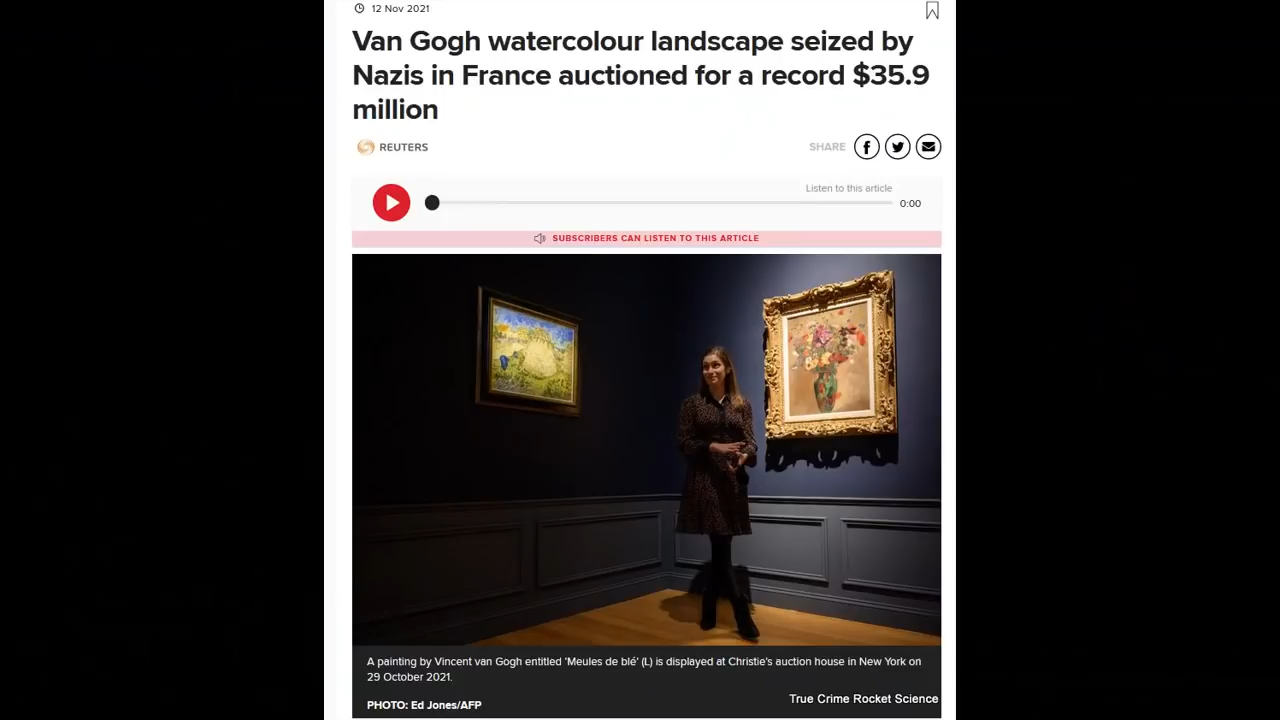 12 Nov 2021
Van Gogh watercolour landscape seized by
Nazis in France auctioned for a record $35.9
million
REUTERS
SHARE
Listen to this article
0:00
SUBSCRIBERS CAN LISTEN TO THIS ARTICLE
A painting by Vincent van Gogh entitled 'Meules de blé' (L) is displayed at Christie's auction house in New York on
29 October 2021.
True Crime Rocket Science
PHOTO: Ed Jones/AFP